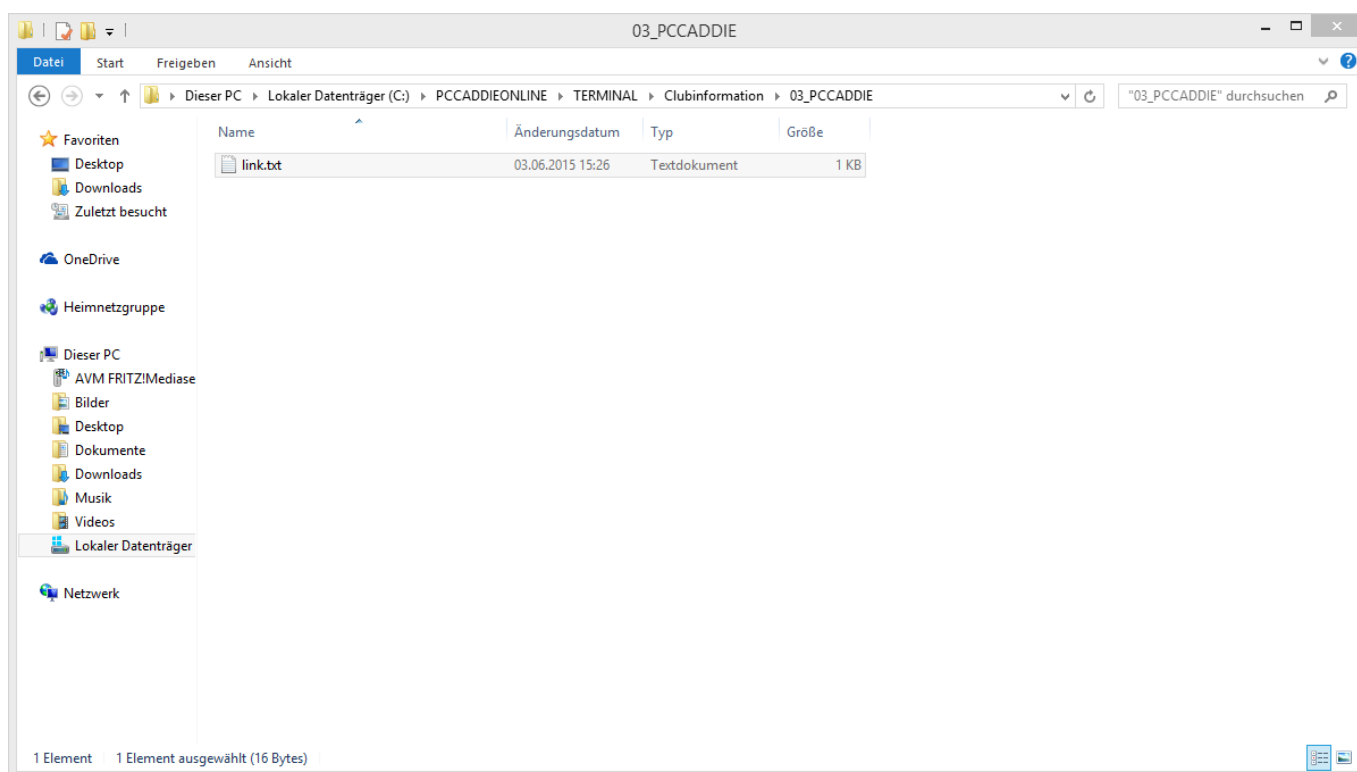 03_PCCADDIE
Datei Start Freigeben Ansicht
Dieser PC Lokaler Datenträger (C:) PCCADDIEONLINE TERMINAL Clubinformation 03_PCCADDIE "03_PCCADDIE" durchsuchen
Name Änderungsdatum Typ Größe
link.txt 03.06.2015 15:26 Textdokument 1 KB
Favoriten
Desktop
Downloads
Zuletzt besucht
OneDrive
Heimnetzgruppe
Dieser PC
AVM FRITZ!Mediase
Bilder
Desktop
Dokumente
Downloads
Musik
Videos
Lokaler Datenträger
Netzwerk
1 Element 1 Element ausgewählt (16 Bytes)